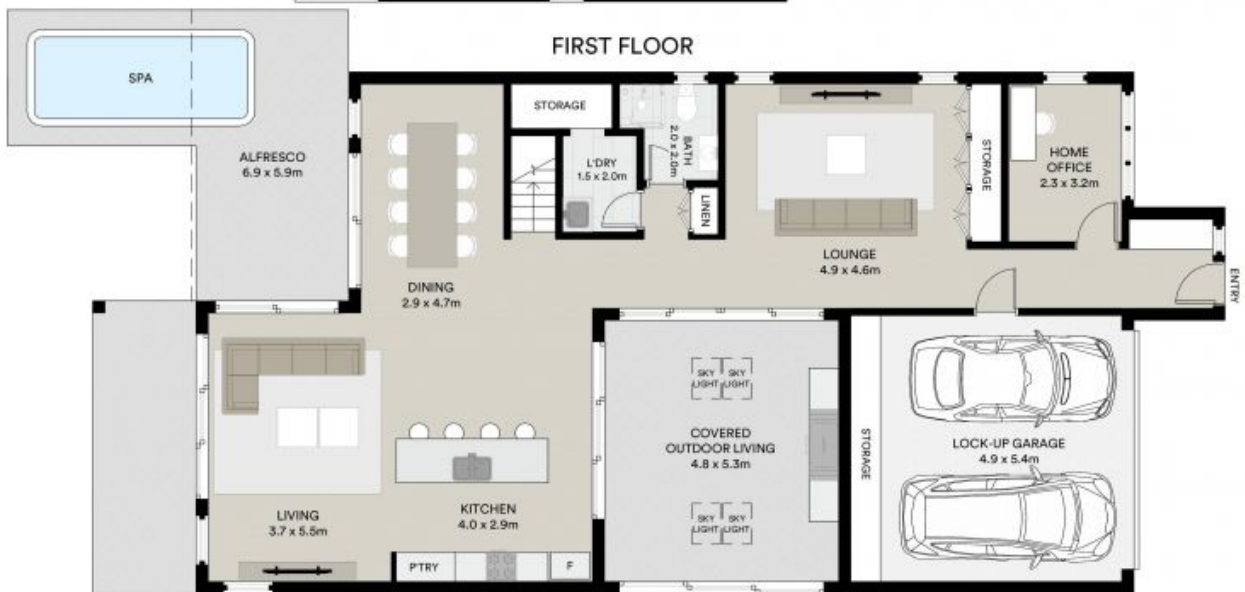 FIRST FLOOR
SPA
STORAGE
ALFRESCO
6.9 x 5.9m
L'DRY
1.5 x 2.0m
BATH
2.0 x 2.0m
LINEN
STORAGE
HOME
OFFICE
2.3 x 3.2m
LOUNGE
4.9 x 4.6m
ENTRY
DINING
2.9 x 4.7m
SKY
LIGHT
SKY
LIGHT
COVERED
OUTDOOR LIVING
4.8 x 5.3m
STORAGE
LOCK-UP GARAGE
4.9 x 5.4m
LIVING
3.7 x 5.5m
KITCHEN
4.0 x 2.9m
SKY
LIGHT
SKY
LIGHT
P'TRY
F